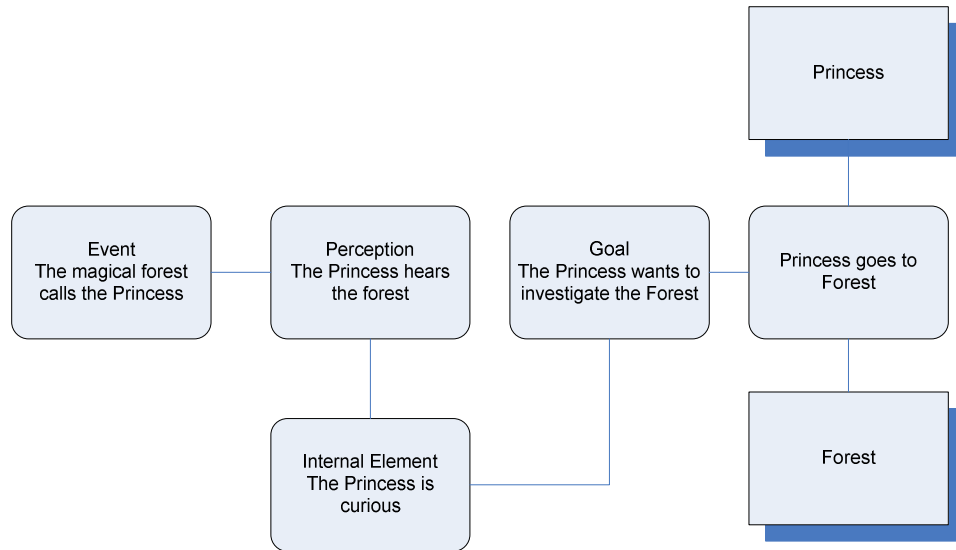 Princess
Event
The magical forest
calls the Princess
Perception
The Princess hears
the forest
Goal
The Princess wants to
investigate the Forest
Princess goes to
Forest
Internal Element
The Princess is
curious
Forest